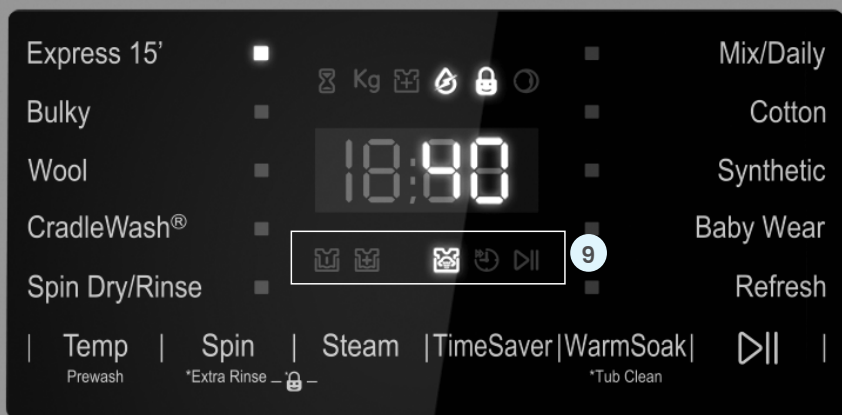 Express 15’
Mix/Daily
Kg
Bulky
Cotton
18:40
Wool
Synthetic
CradleWash®
Baby Wear
9
Spin Dry/Rinse
Refresh
| Temp | Spin | Steam |TimeSaver|WarmSoak| |
Prewash *Extra Rinse *Tub Clean